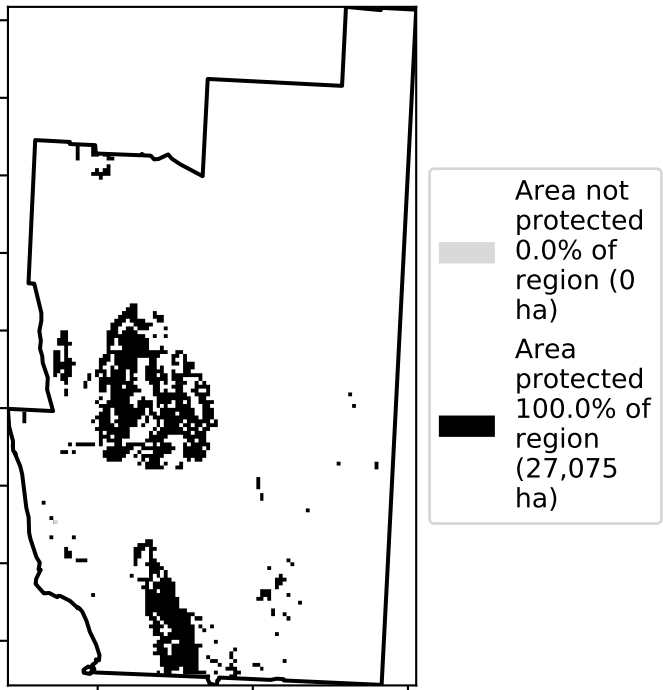 Area not
protected
0.0% of
region (0
ha)
Area
protected
100.0% of
region
(27,075
ha)